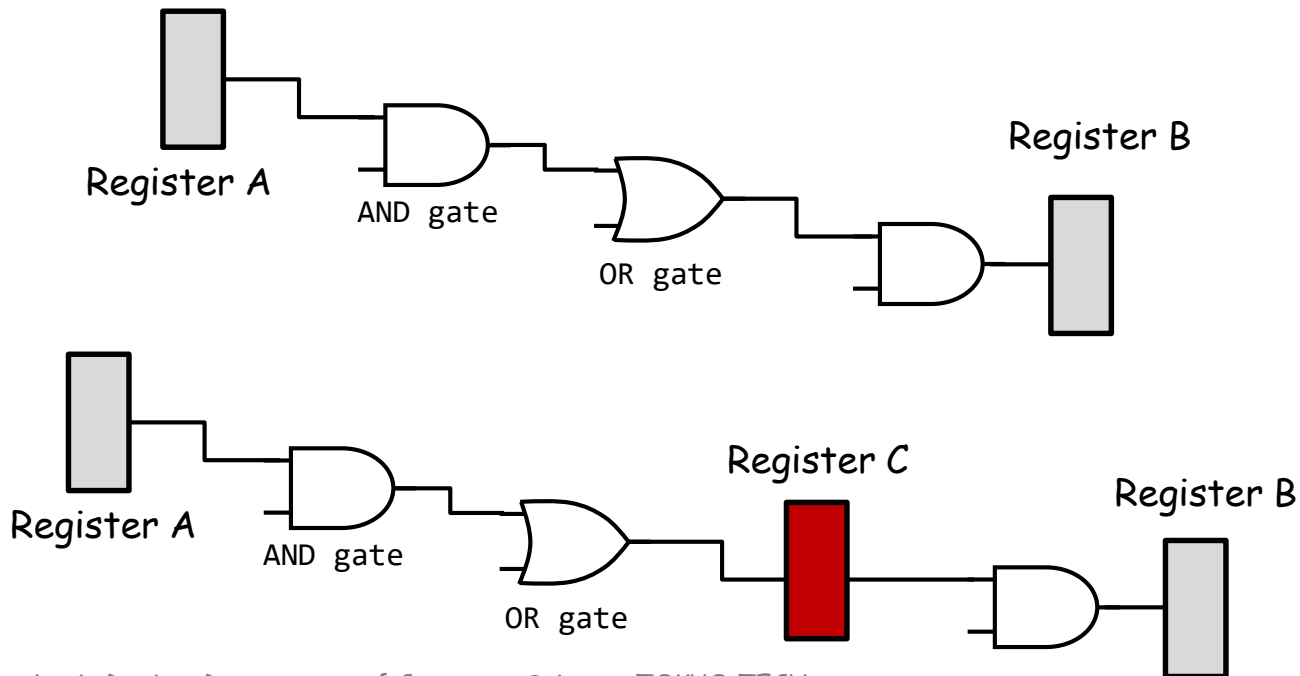 Register A
AND gate
OR gate
Register B
Register A
AND gate
OR gate
Register C
Register B